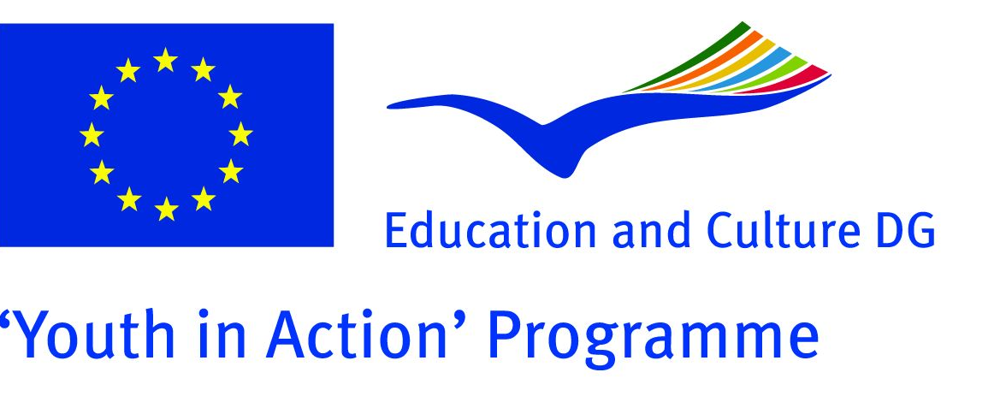 Education and Culture DG
‘Youth in Action’ Programme